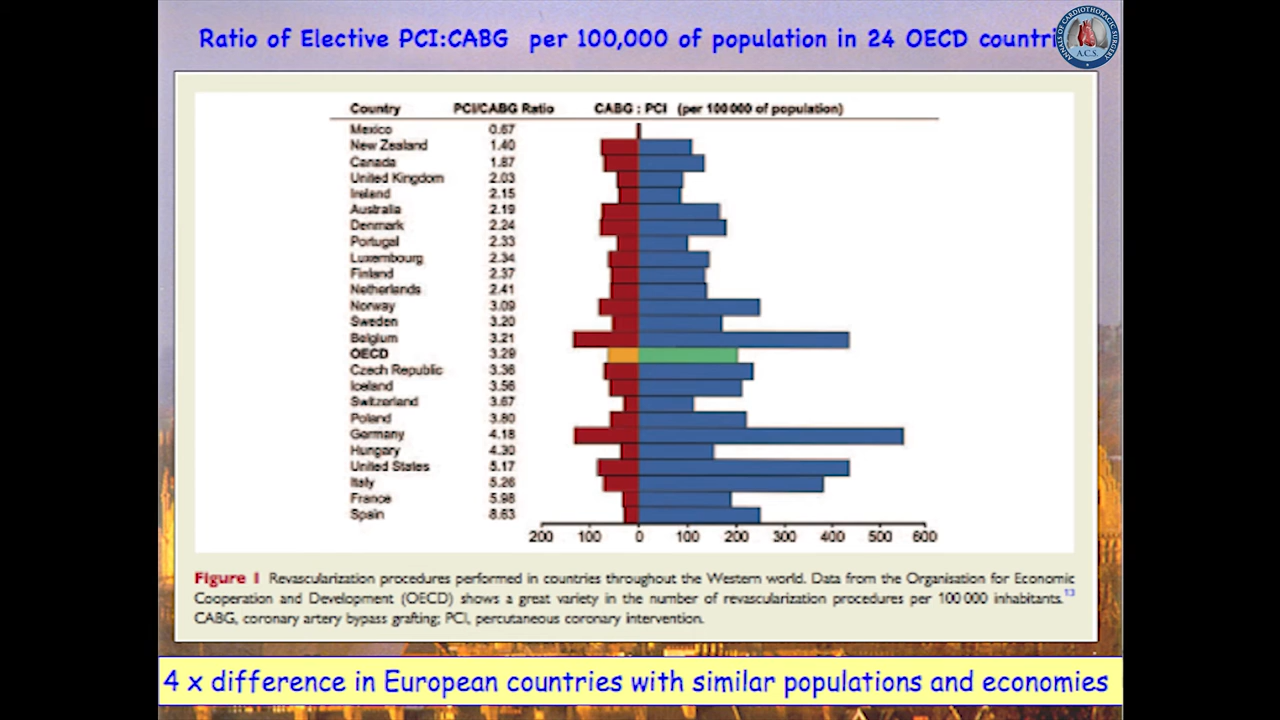 Ratio of Elective PCI:CABG per 100,000 of population in 24 OECD countri
ANNALS OF CARDIOTHORACIC SURGERY
A.C.S
Country PCI/CABG Ratio CABG : PCI (per 100 000 of population)
Mexico 0.67
New Zealand 1.40
Canada 1.87
United Kingdom 2.03
Ireland 2.15
Australia 2.19
Denmark 2.24
Portugal 2.33
Luxembourg 2.34
Finland 2.37
Netherlands 2.41
Norway 3.09
Sweden 3.20
Belgium 3.21
OECD 3.29
Czech Republic 3.36
Iceland 3.56
Switzerland 3.67
Poland 3.80
Germany 4.18
Hungary 4.30
United States 5.17
Italy 5.26
France 5.98
Spain 8.63
200 100 0 100 200 300 400 500 600
Figure 1 Revascularization procedures performed in countries throughout the Western world. Data from the Organisation for Economic
Cooperation and Development (OECD) shows a great variety in the number of revascularization procedures per 100 000 inhabitants.13
CABG, coronary artery bypass grafting; PCI, percutaneous coronary intervention.
4 x difference in European countries with similar populations and economies